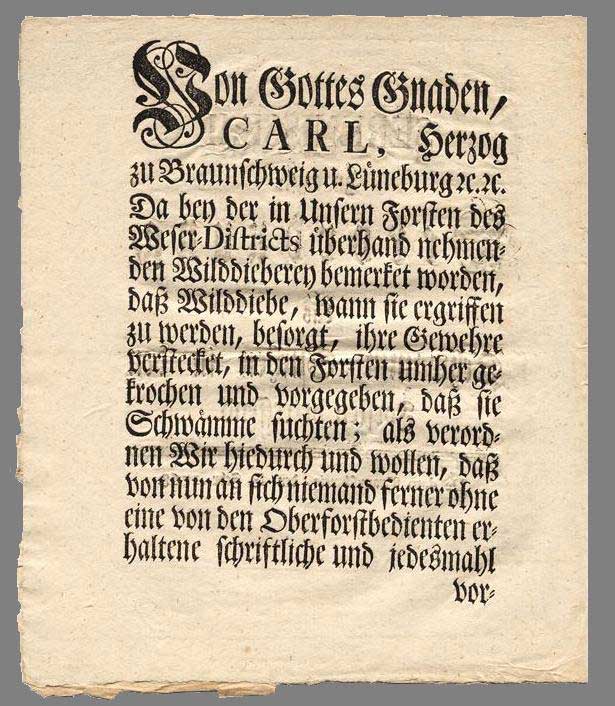 Von Gottes Gnaden,
CARL, Herzog
zu Braunschweig u. Lüneburg ꝛc. ꝛc.
Da bey der in Unsern Forsten des
Weser-Districts überhand nehmen-
den Wilddieberey bemerket worden,
daß Wilddiebe, wann sie ergriffen
zu werden, besorgt, ihre Gewehre
verstecket, in den Forsten umher ge-
krochen und vorgegeben, daß sie
Schwämme suchten; als verord-
nen Wir hiedurch und wollen, daß
von nun an sich niemand ferner ohne
eine von den Oberforstbedienten er-
haltene schriftliche und jedesmahl
vor-